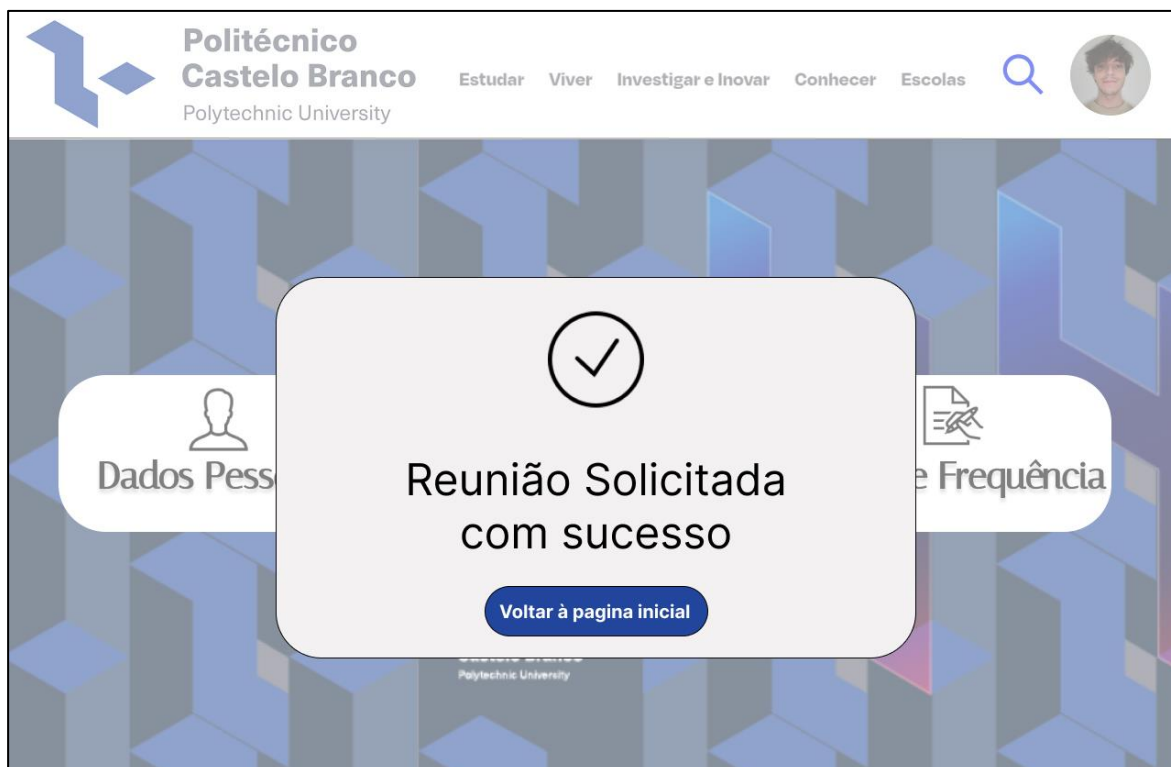 Politécnico
Castelo Branco
Polytechnic University
Estudar Viver Investigar e Inovar Conhecer Escolas
Dados
Frequência
Reunião Solicitada
com sucesso
Voltar à pagina inicial
Polytechnic University